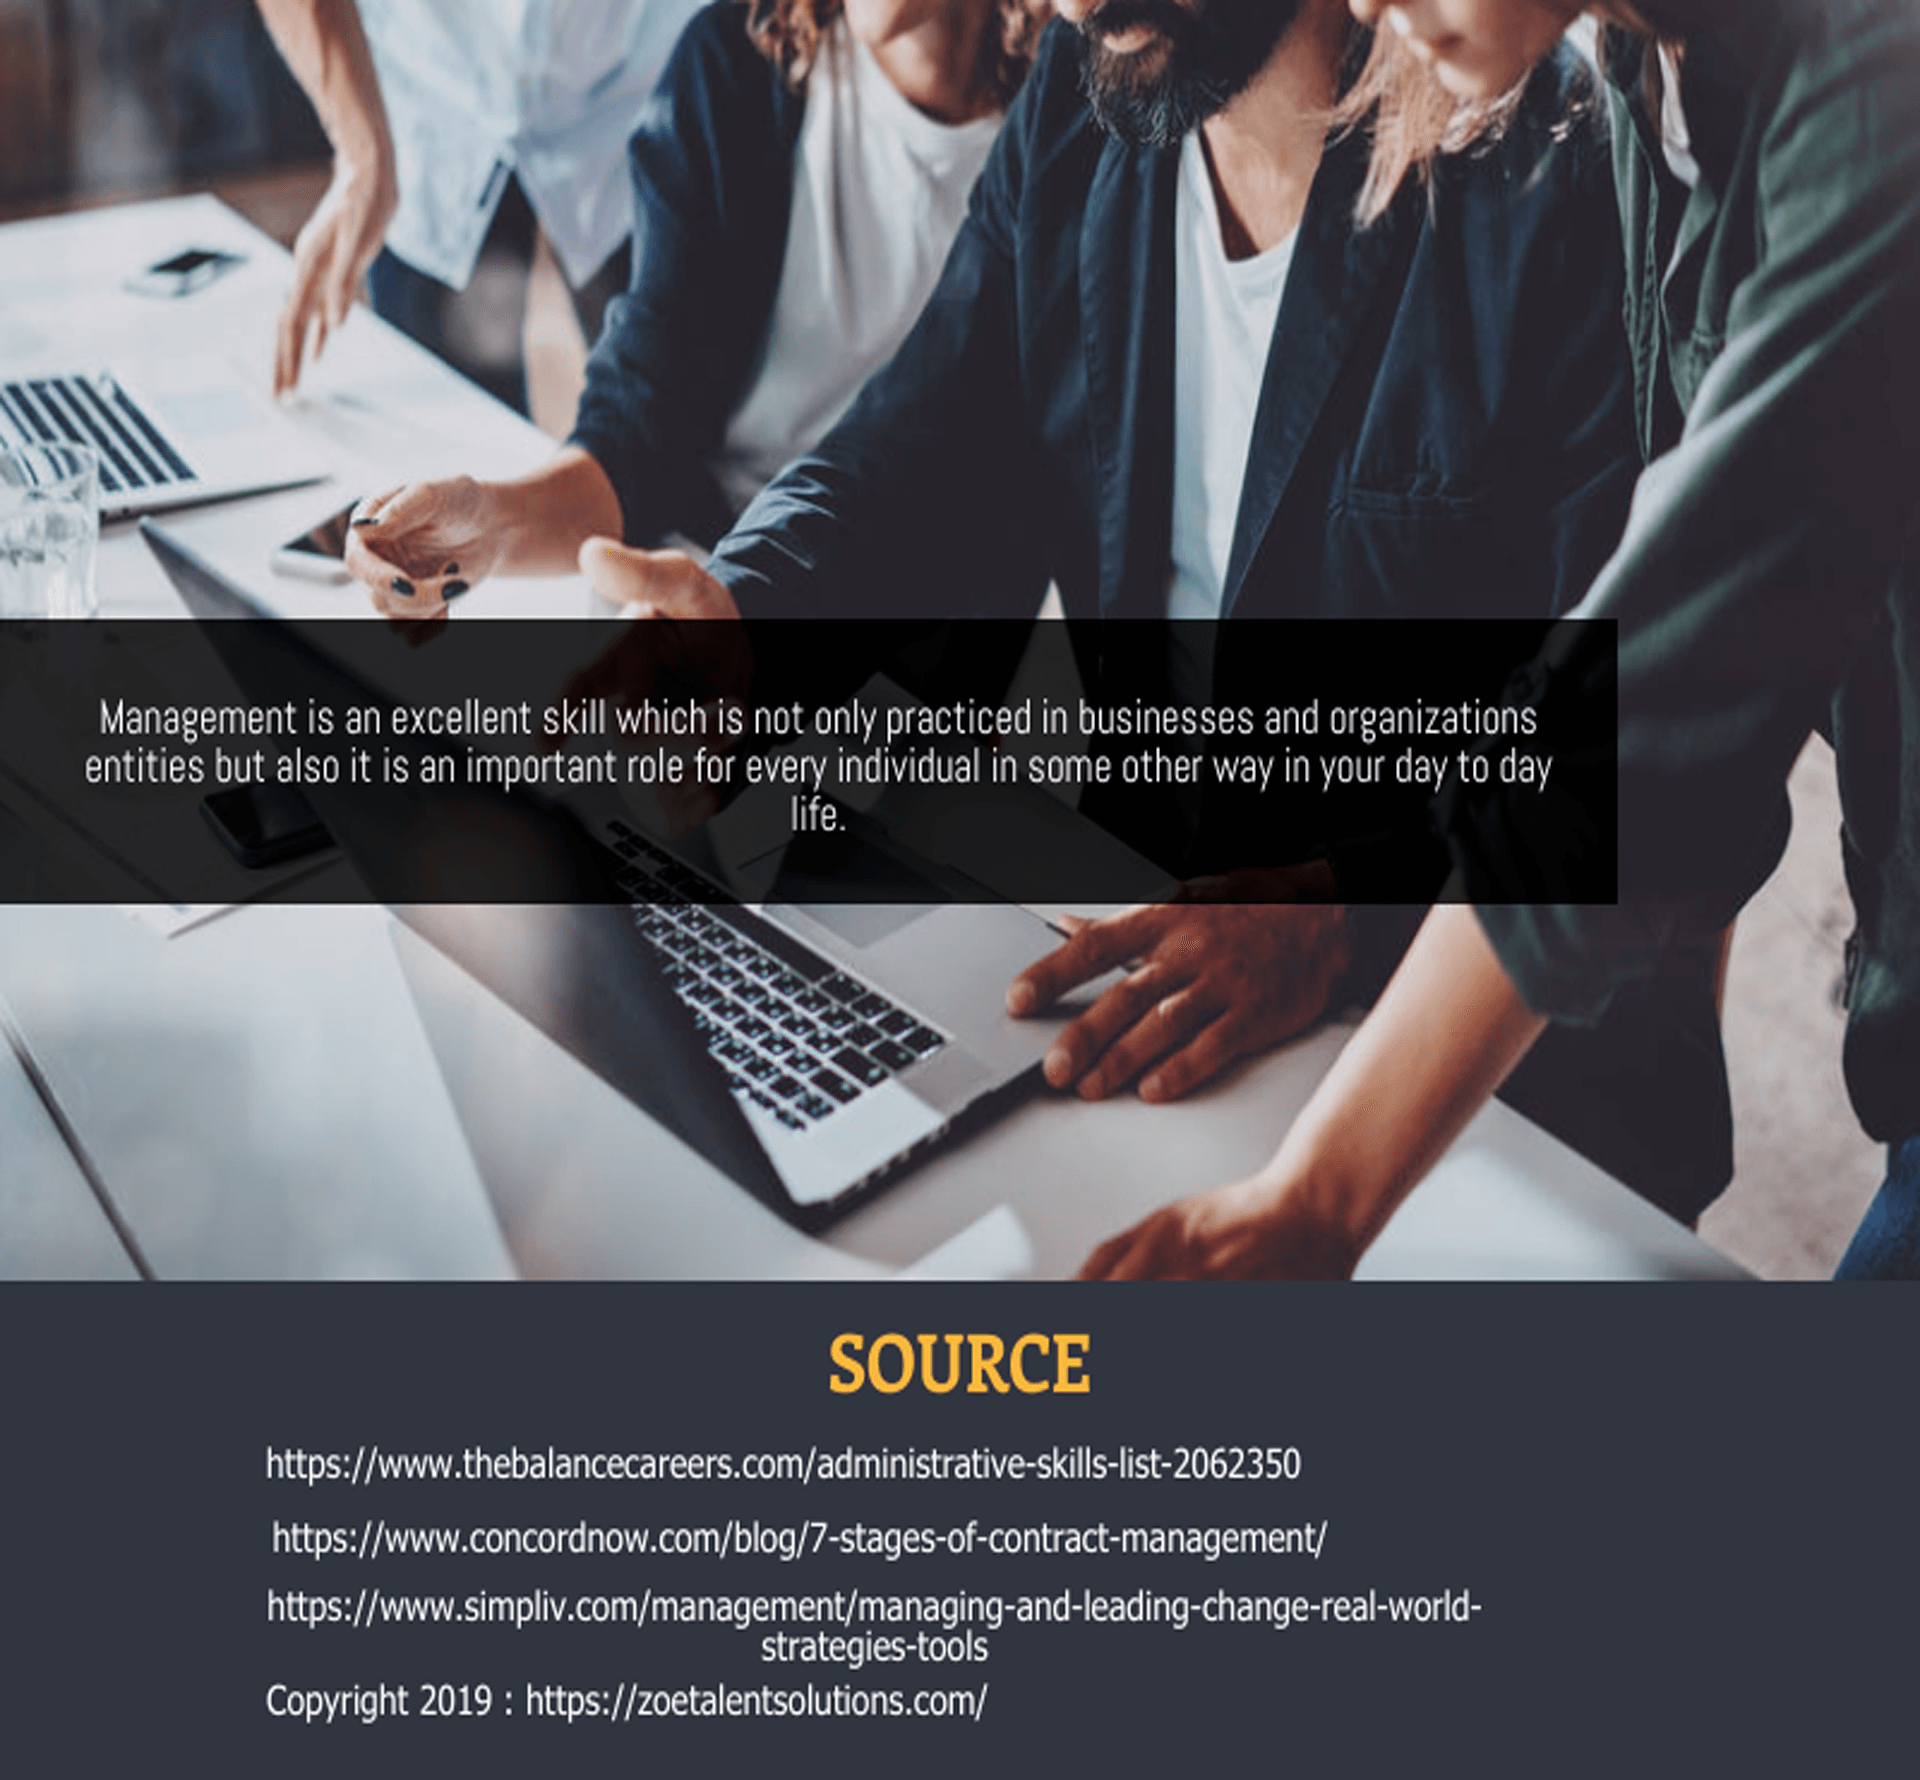 Management is an excellent skill which is not only practiced in businesses and organizations
entities but also it is an important role for every individual in some other way in your day to day
life.
SOURCE
https://www.thebalancecareers.com/administrative-skills-list-2062350
https://www.concordnow.com/blog/7-stages-of-contract-management/
https://www.simpliv.com/management/managing-and-leading-change-real-world-
strategies-tools
Copyright 2019 : https://zoetalentsolutions.com/